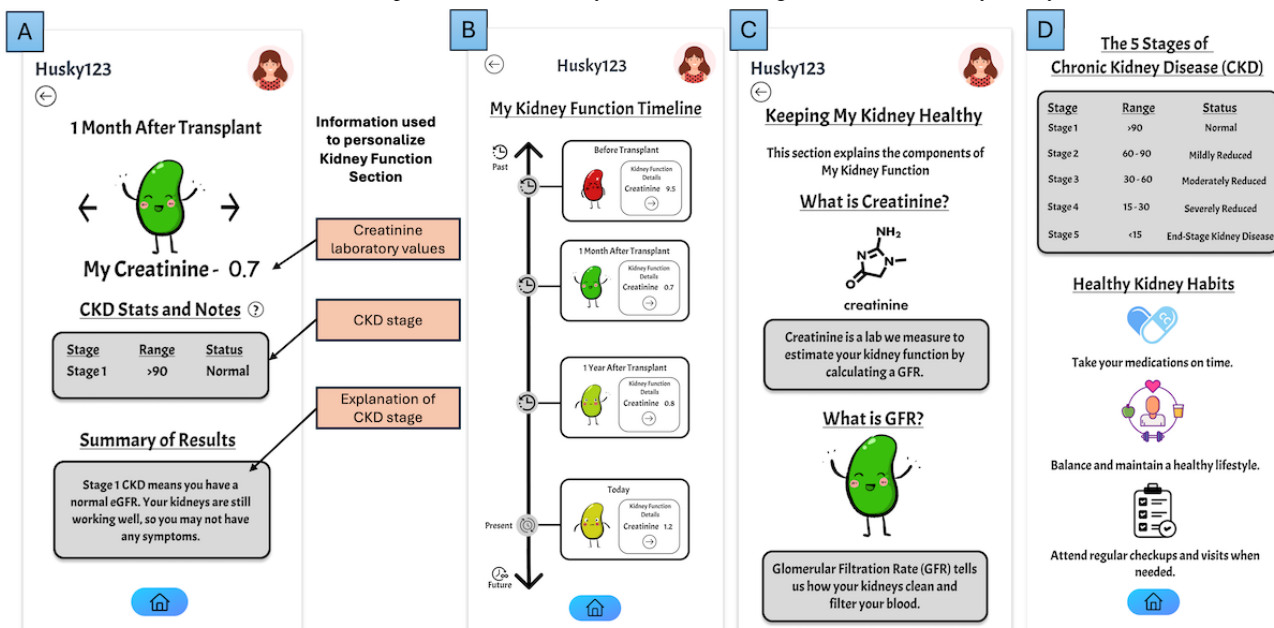 A
Husky123
1 Month After Transplant
My Creatinine - 0.7
CKD Stats and Notes ?
Stage Range Status
Stage 1 >90 Normal
Summary of Results
Stage 1 CKD means you have a
normal eGFR. Your kidneys are still
working well, so you may not have
any symptoms.
Information used
to personalize
Kidney Function
Section
Creatinine
laboratory values
CKD stage
Explanation of
CKD stage
B
Husky123
My Kidney Function Timeline
Past
Before Transplant
Kidney Function
Details
Creatinine 9.5
1 Month After Transplant
Kidney Function
Details
Creatinine 0.7
1 Year After Transplant
Kidney Function
Details
Creatinine 0.8
Today
Kidney Function
Details
Creatinine 1.2
Present
Future
C
Husky123
Keeping My Kidney Healthy
This section explains the components of
My Kidney Function
What is Creatinine?
NH₂
N
N
O
H
creatinine
Creatinine is a lab we measure to
estimate your kidney function by
calculating a GFR.
What is GFR?
Glomerular Filtration Rate (GFR) tells
us how your kidneys clean and
filter your blood.
D
The 5 Stages of
Chronic Kidney Disease (CKD)
Stage Range Status
Stage 1 >90 Normal
Stage 2 60 - 90 Mildly Reduced
Stage 3 30 - 60 Moderately Reduced
Stage 4 15 - 30 Severely Reduced
Stage 5 <15 End-Stage Kidney Disease
Healthy Kidney Habits
Take your medications on time.
Balance and maintain a healthy lifestyle.
Attend regular checkups and visits when
needed.